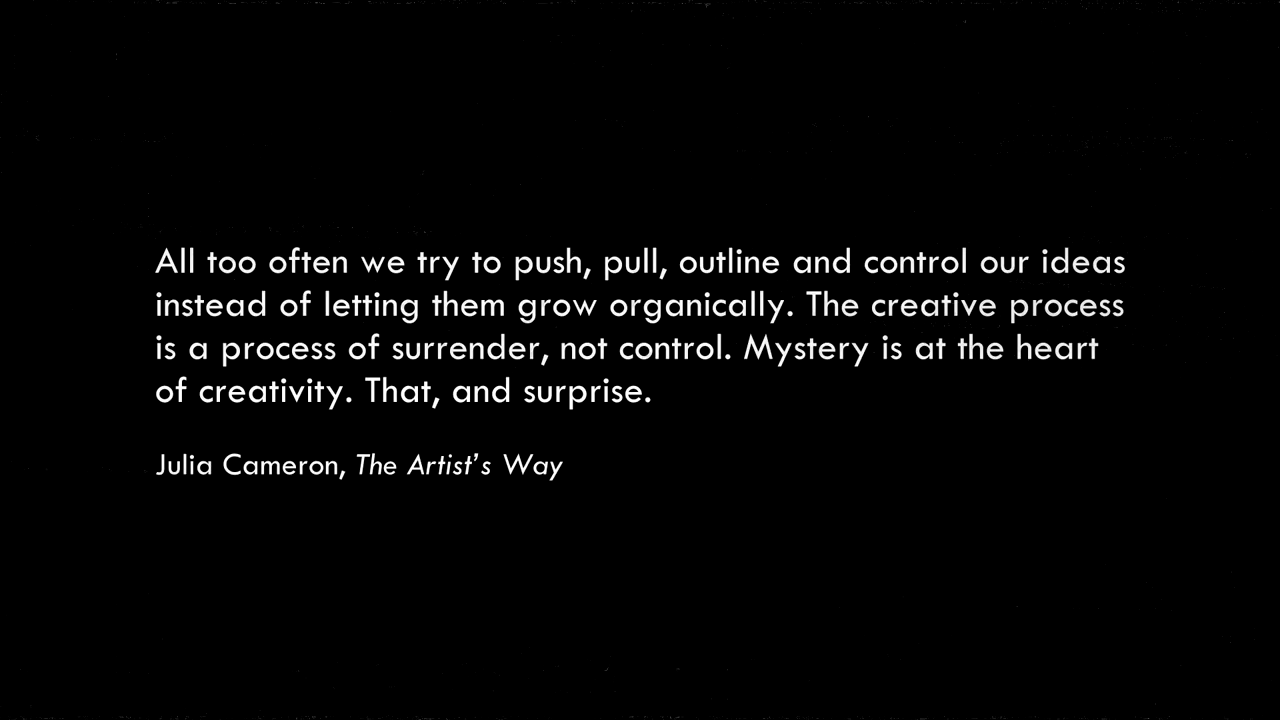 All too often we try to push, pull, outline and control our ideas
instead of letting them grow organically. The creative process
is a process of surrender, not control. Mystery is at the heart
of creativity. That, and surprise.
Julia Cameron, The Artist’s Way